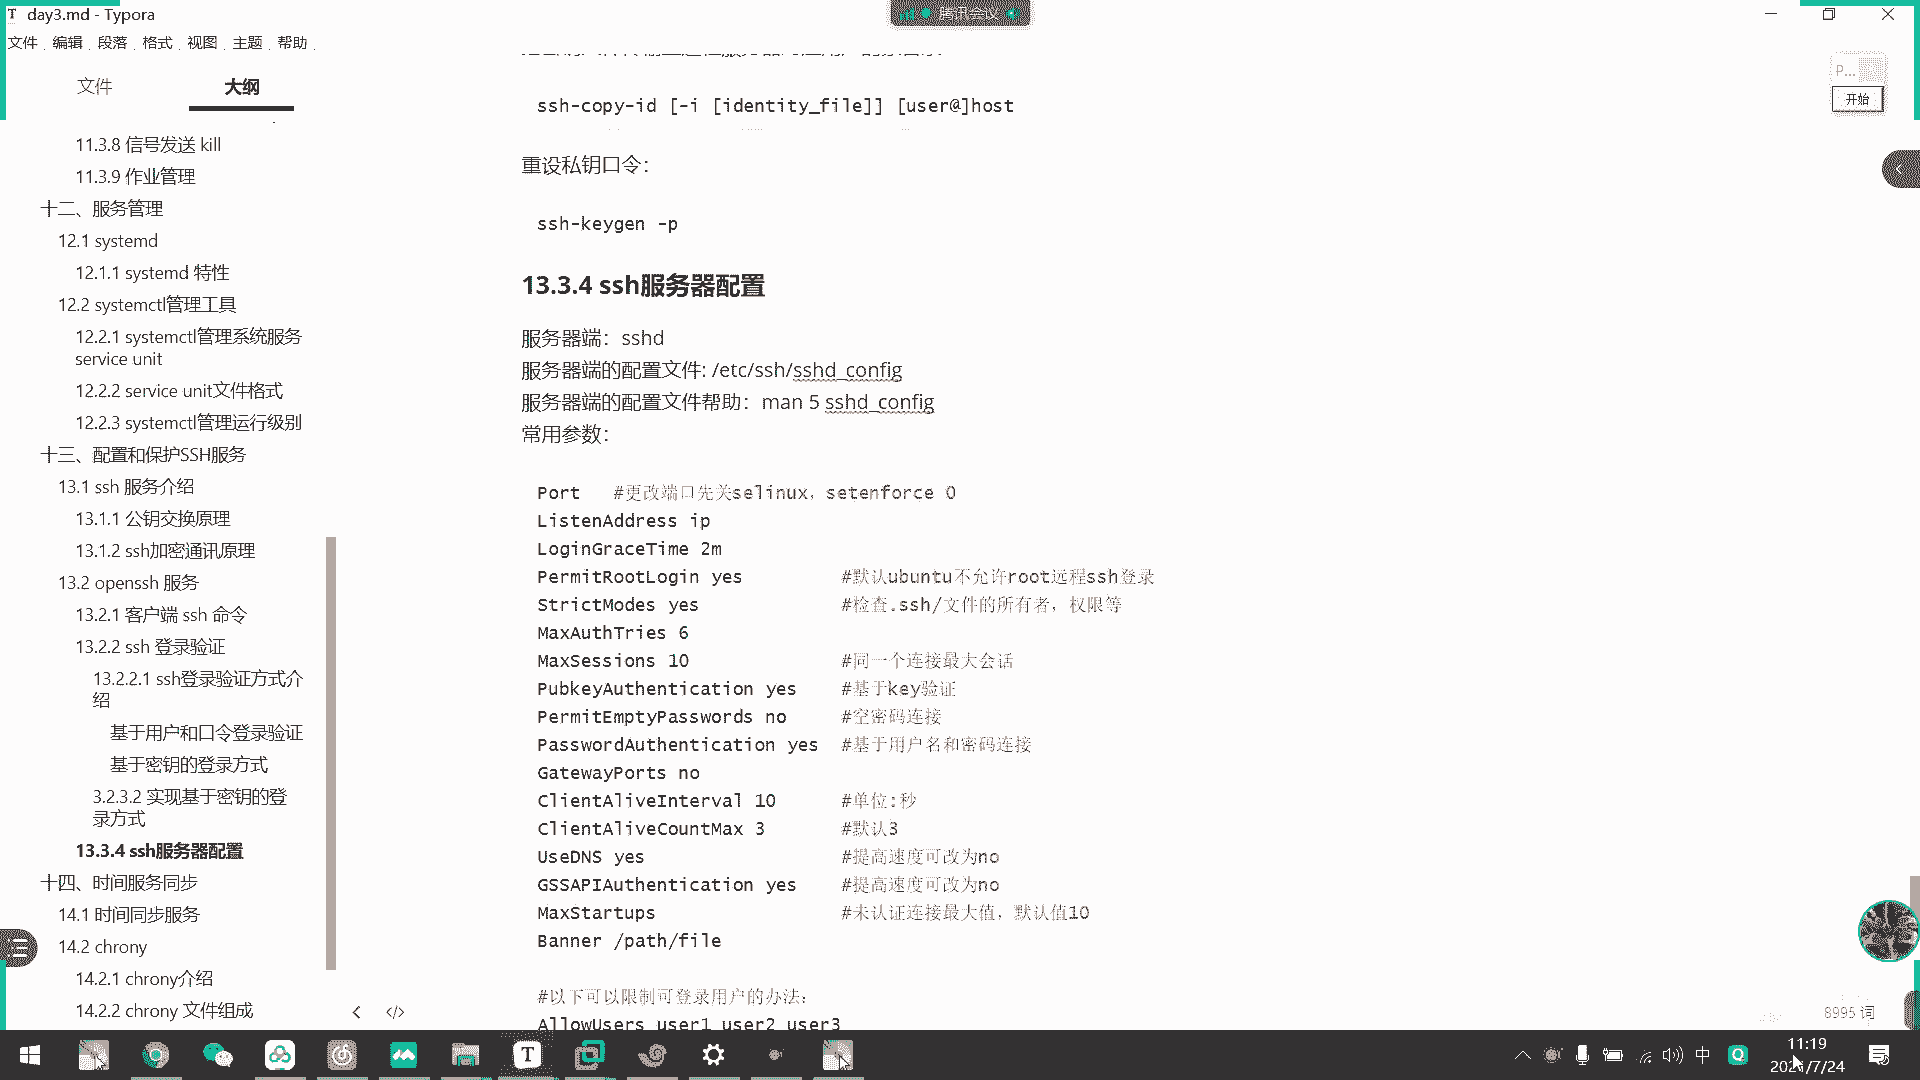 day3.md - Typora
腾讯会议
文件 编辑 段落 格式 视图 主题 帮助
文件
大纲
11.3.8 信号发送 kill
11.3.9 作业管理
十二、服务管理
12.1 systemd
12.1.1 systemd 特性
12.2 systemctl管理工具
12.2.1 systemctl管理系统服务
service unit
12.2.2 service unit文件格式
12.2.3 systemctl管理运行级别
十三、配置和保护SSH服务
13.1 ssh 服务介绍
13.1.1 公钥交换原理
13.1.2 ssh加密通讯原理
13.2 openssh 服务
13.2.1 客户端 ssh 命令
13.2.2 ssh 登录验证
13.2.2.1 ssh登录验证方式介
绍
基于用户和口令登录验证
基于密钥的登录方式
3.2.3.2 实现基于密钥的登
录方式
13.3.4 ssh服务器配置
十四、时间服务同步
14.1 时间同步服务
14.2 chrony
14.2.1 chrony介绍
14.2.2 chrony 文件组成
ssh-copy-id [-i [identity_file]] [user@]host
重设私钥口令：
ssh-keygen -p
13.3.4 ssh服务器配置
服务器端：sshd
服务器端的配置文件: /etc/ssh/sshd_config
服务器端的配置文件帮助：man 5 sshd_config
常用参数：
Port #更改端口先关selinux，setenforce 0
ListenAddress ip
LoginGraceTime 2m
PermitRootLogin yes #默认ubuntu不允许root远程ssh登录
StrictModes yes #检查.ssh/文件的所有者，权限等
MaxAuthTries 6
MaxSessions 10 #同一个连接最大会话
PubkeyAuthentication yes #基于key验证
PermitEmptyPasswords no #空密码连接
PasswordAuthentication yes #基于用户名和密码连接
GatewayPorts no
ClientAliveInterval 10 #单位:秒
ClientAliveCountMax 3 #默认3
UseDNS yes #提高速度可改为no
GSSAPIAuthentication yes #提高速度可改为no
MaxStartups #未认证连接最大值，默认值10
Banner /path/file
#以下可以限制可登录用户的办法：
AllowUsers user1 user2 user3
P...
开始
8995 词
中
11:19
2021/7/24